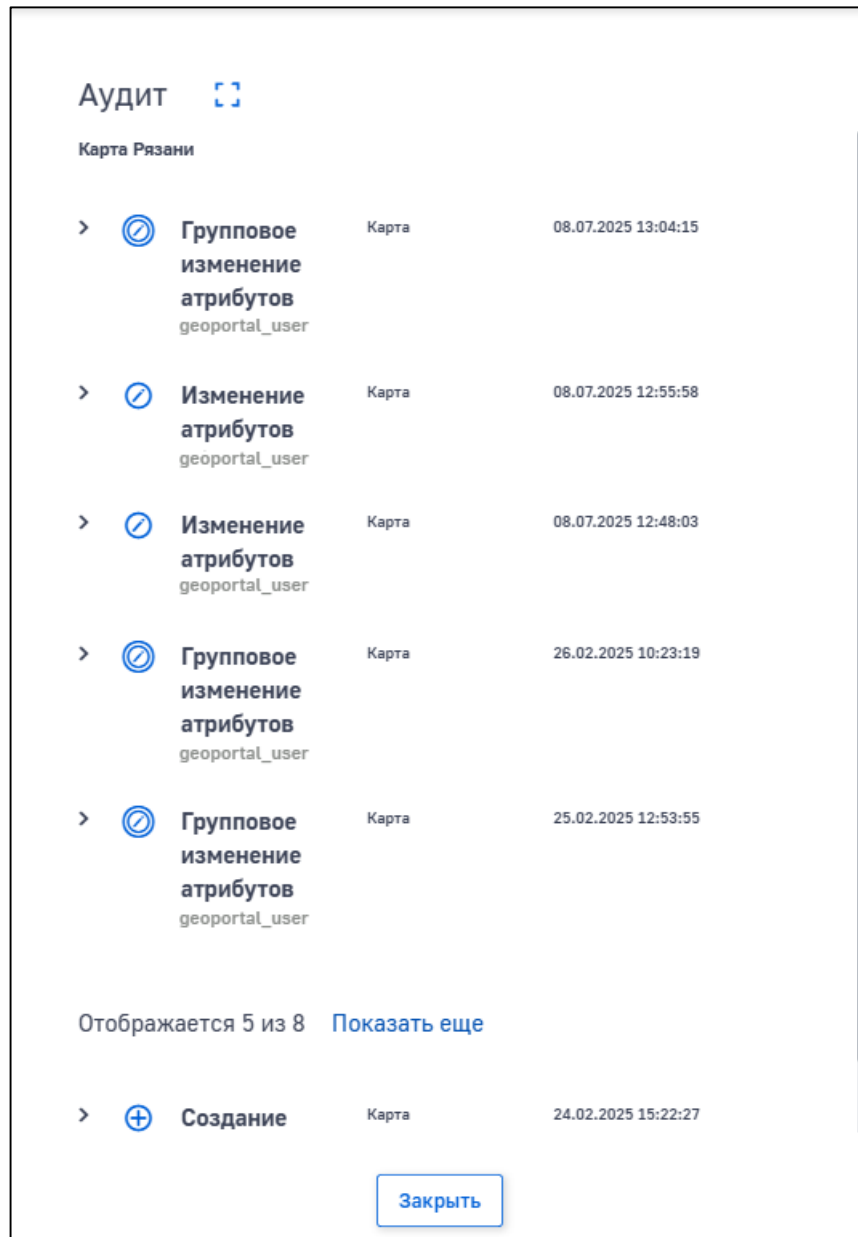 Аудит
Карта Рязани
Групповое Карта 08.07.2025 13:04:15
изменение
атрибутов
geoportal_user
Изменение Карта 08.07.2025 12:55:58
атрибутов
geoportal_user
Изменение Карта 08.07.2025 12:48:03
атрибутов
geoportal_user
Групповое Карта 26.02.2025 10:23:19
изменение
атрибутов
geoportal_user
Групповое Карта 25.02.2025 12:53:55
изменение
атрибутов
geoportal_user
Отображается 5 из 8 Показать еще
Создание Карта 24.02.2025 15:22:27
Закрыть